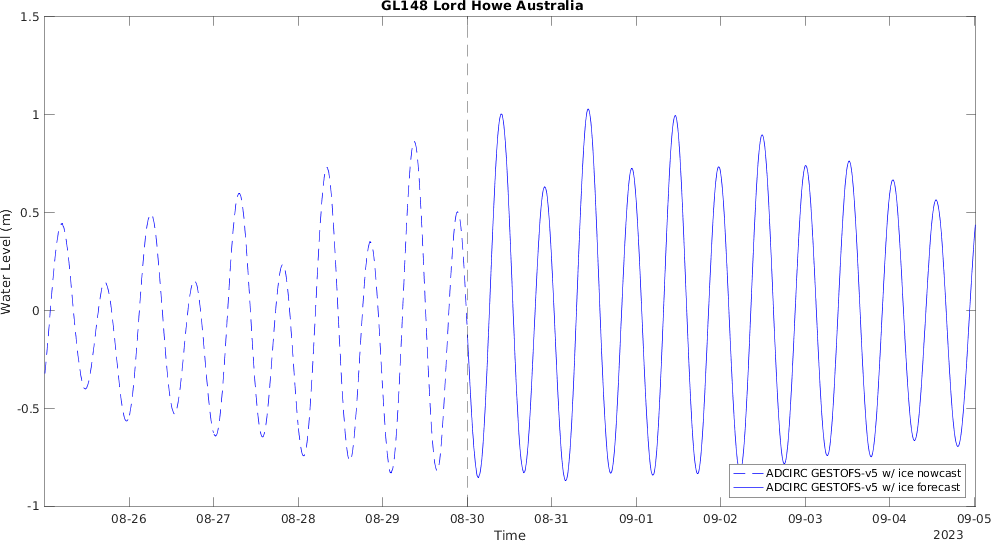 GL148 Lord Howe Australia
1.5
1
0.5
0
-0.5
-1
Water Level (m)
08-26 08-27 08-28 08-29 08-30 08-31 09-01 09-02 09-03 09-04 09-05
Time
2023
ADCIRC GESTOFS-v5 w/ ice nowcast
ADCIRC GESTOFS-v5 w/ ice forecast